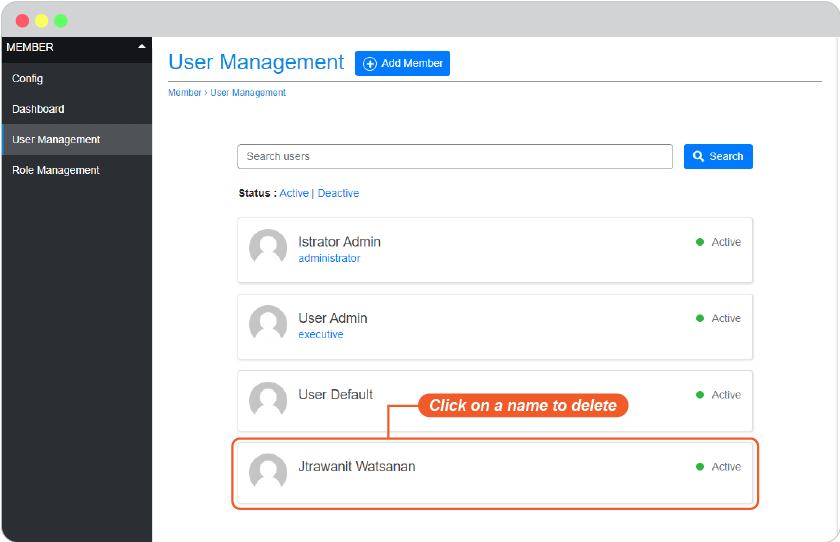 MEMBER
Config
Dashboard
User Management
Role Management
User Management
Add Member
Member › User Management
Search users
Search
Status : Active | Deactive
Istrator Admin
Active
administrator
User Admin
Active
executive
User Default
Active
Click on a name to delete
Jtrawanit Watsanan
Active